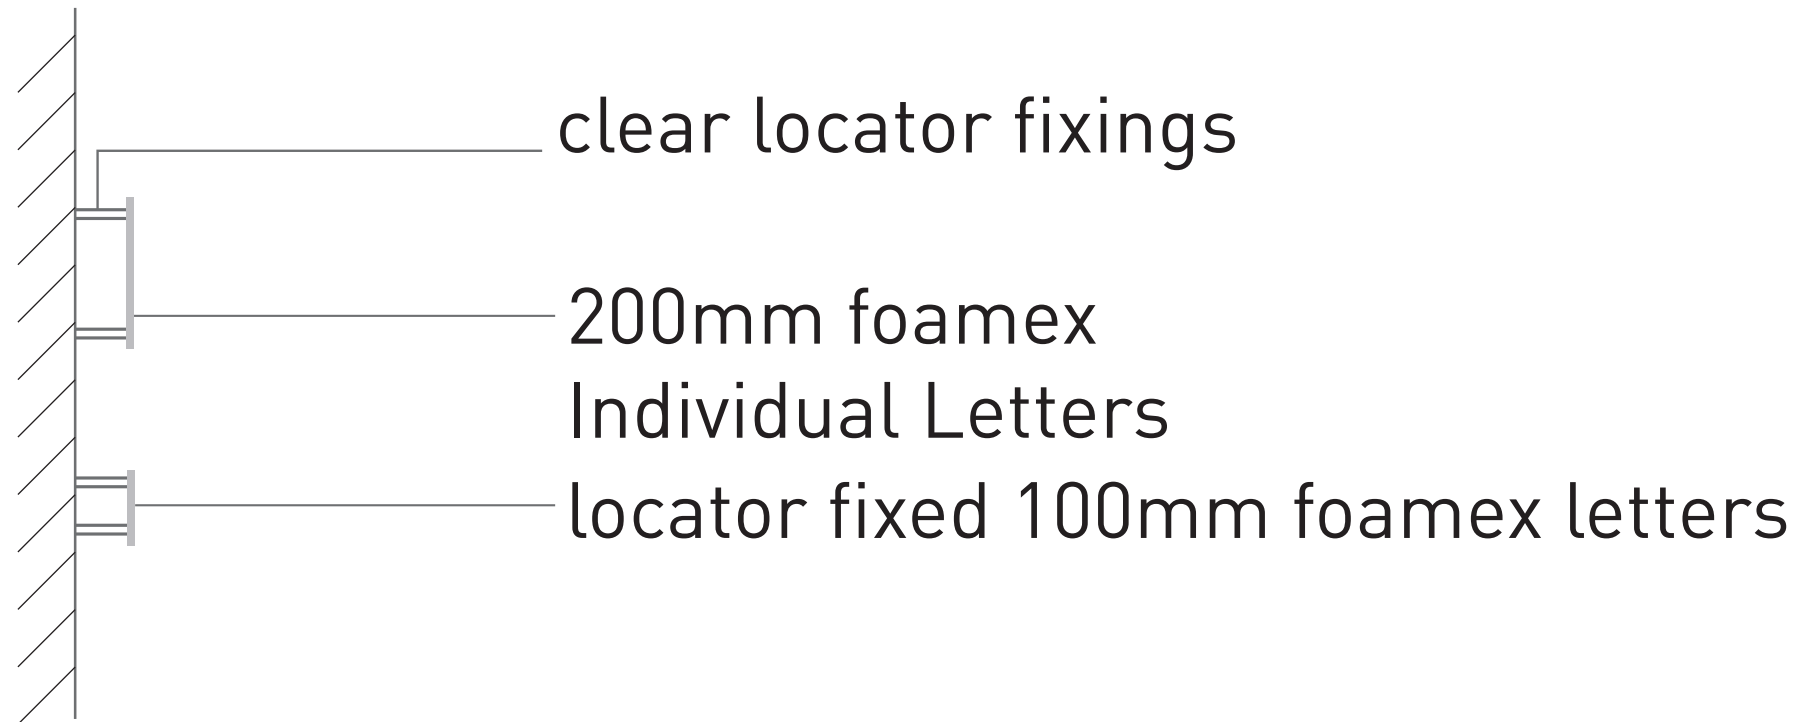 clear locator fixings
200mm foamex
Individual Letters
locator fixed 100mm foamex letters